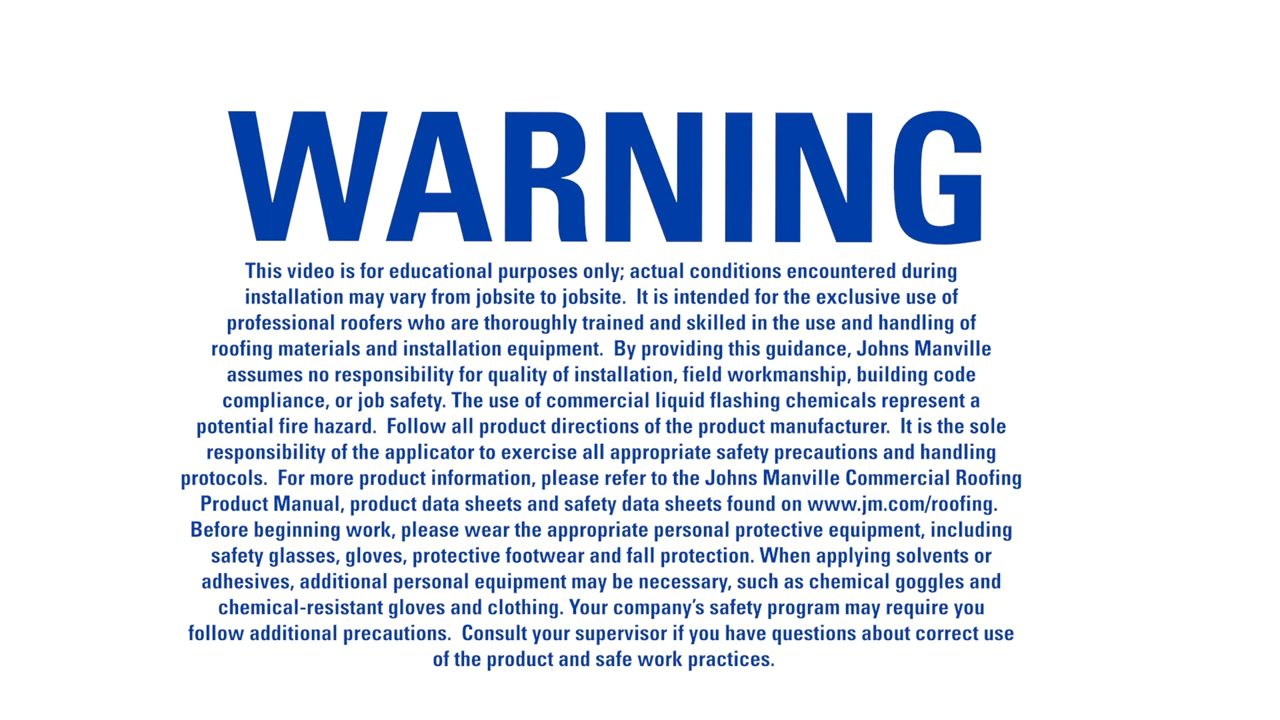 WARNING
This video is for educational purposes only; actual conditions encountered during
installation may vary from jobsite to jobsite.  It is intended for the exclusive use of
professional roofers who are thoroughly trained and skilled in the use and handling of
roofing materials and installation equipment.  By providing this guidance, Johns Manville
assumes no responsibility for quality of installation, field workmanship, building code
compliance, or job safety. The use of commercial liquid flashing chemicals represent a
potential fire hazard.  Follow all product directions of the product manufacturer.  It is the sole
responsibility of the applicator to exercise all appropriate safety precautions and handling
protocols.  For more product information, please refer to the Johns Manville Commercial Roofing
Product Manual, product data sheets and safety data sheets found on www.jm.com/roofing.
Before beginning work, please wear the appropriate personal protective equipment, including
safety glasses, gloves, protective footwear and fall protection. When applying solvents or
adhesives, additional personal equipment may be necessary, such as chemical goggles and
chemical-resistant gloves and clothing. Your company’s safety program may require you
follow additional precautions.  Consult your supervisor if you have questions about correct use
of the product and safe work practices.